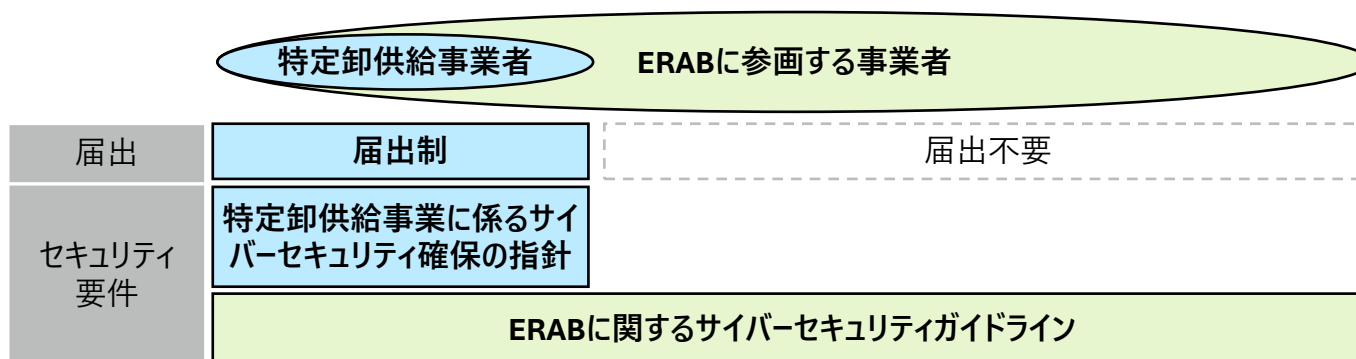 特定卸供給事業者
ERABに参画する事業者
届出
届出制
届出不要
セキュリティ
要件
特定卸供給事業に係るサイ
バーセキュリティ確保の指針
ERABに関するサイバーセキュリティガイドライン